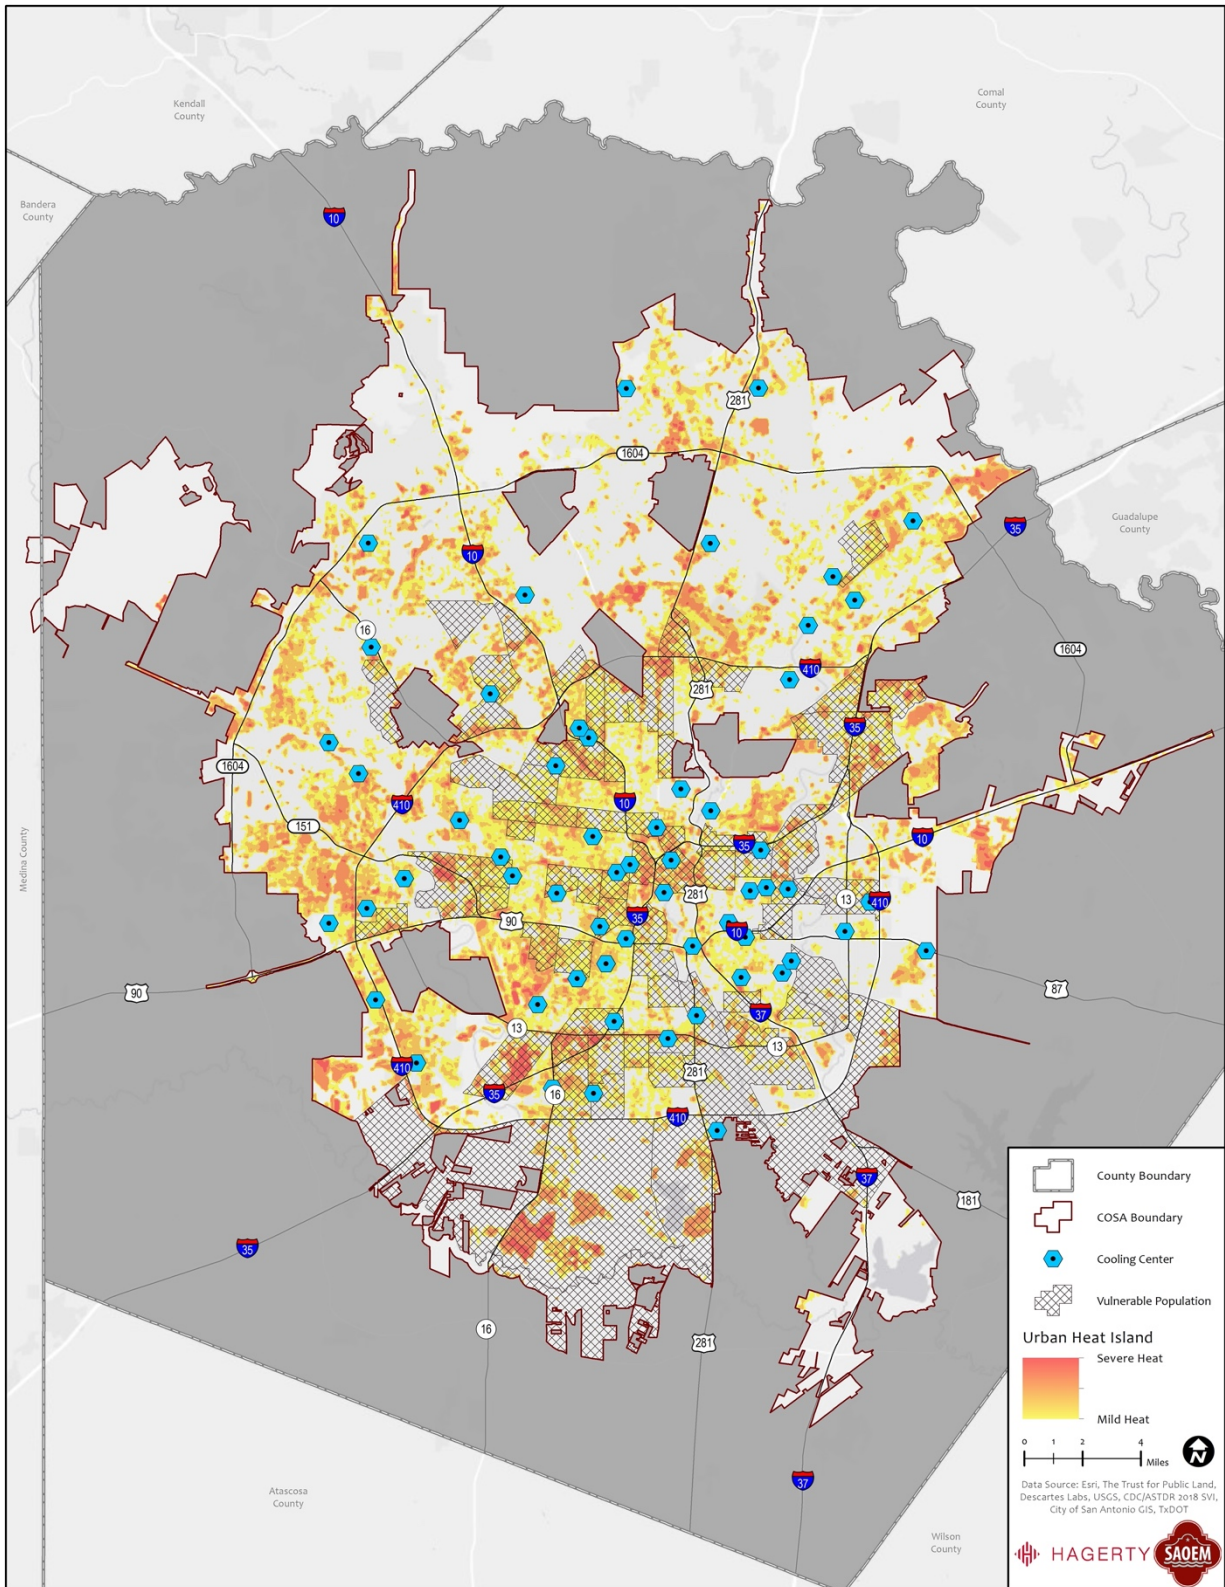 Kendall
County
Comal
County
Bandera
County
10
281
1604
35
Guadalupe
County
10
16
1604
410
281
35
1604
410
10
151
35
10
Medina County
281
13
410
90
35
10
90
87
13
37
13
410
281
35
16
410
37
181
35
16
281
37
County Boundary
COSA Boundary
Cooling Center
Vulnerable Population
Urban Heat Island
Severe Heat
Mild Heat
0 1 2 4
Miles
N
Data Source: Esri, The Trust for Public Land,
Descartes Labs, USGS, CDC/ASTDR 2018 SVI,
City of San Antonio GIS, TxDOT
HAGERTY
SAOEM
Atascosa
County
Wilson
County